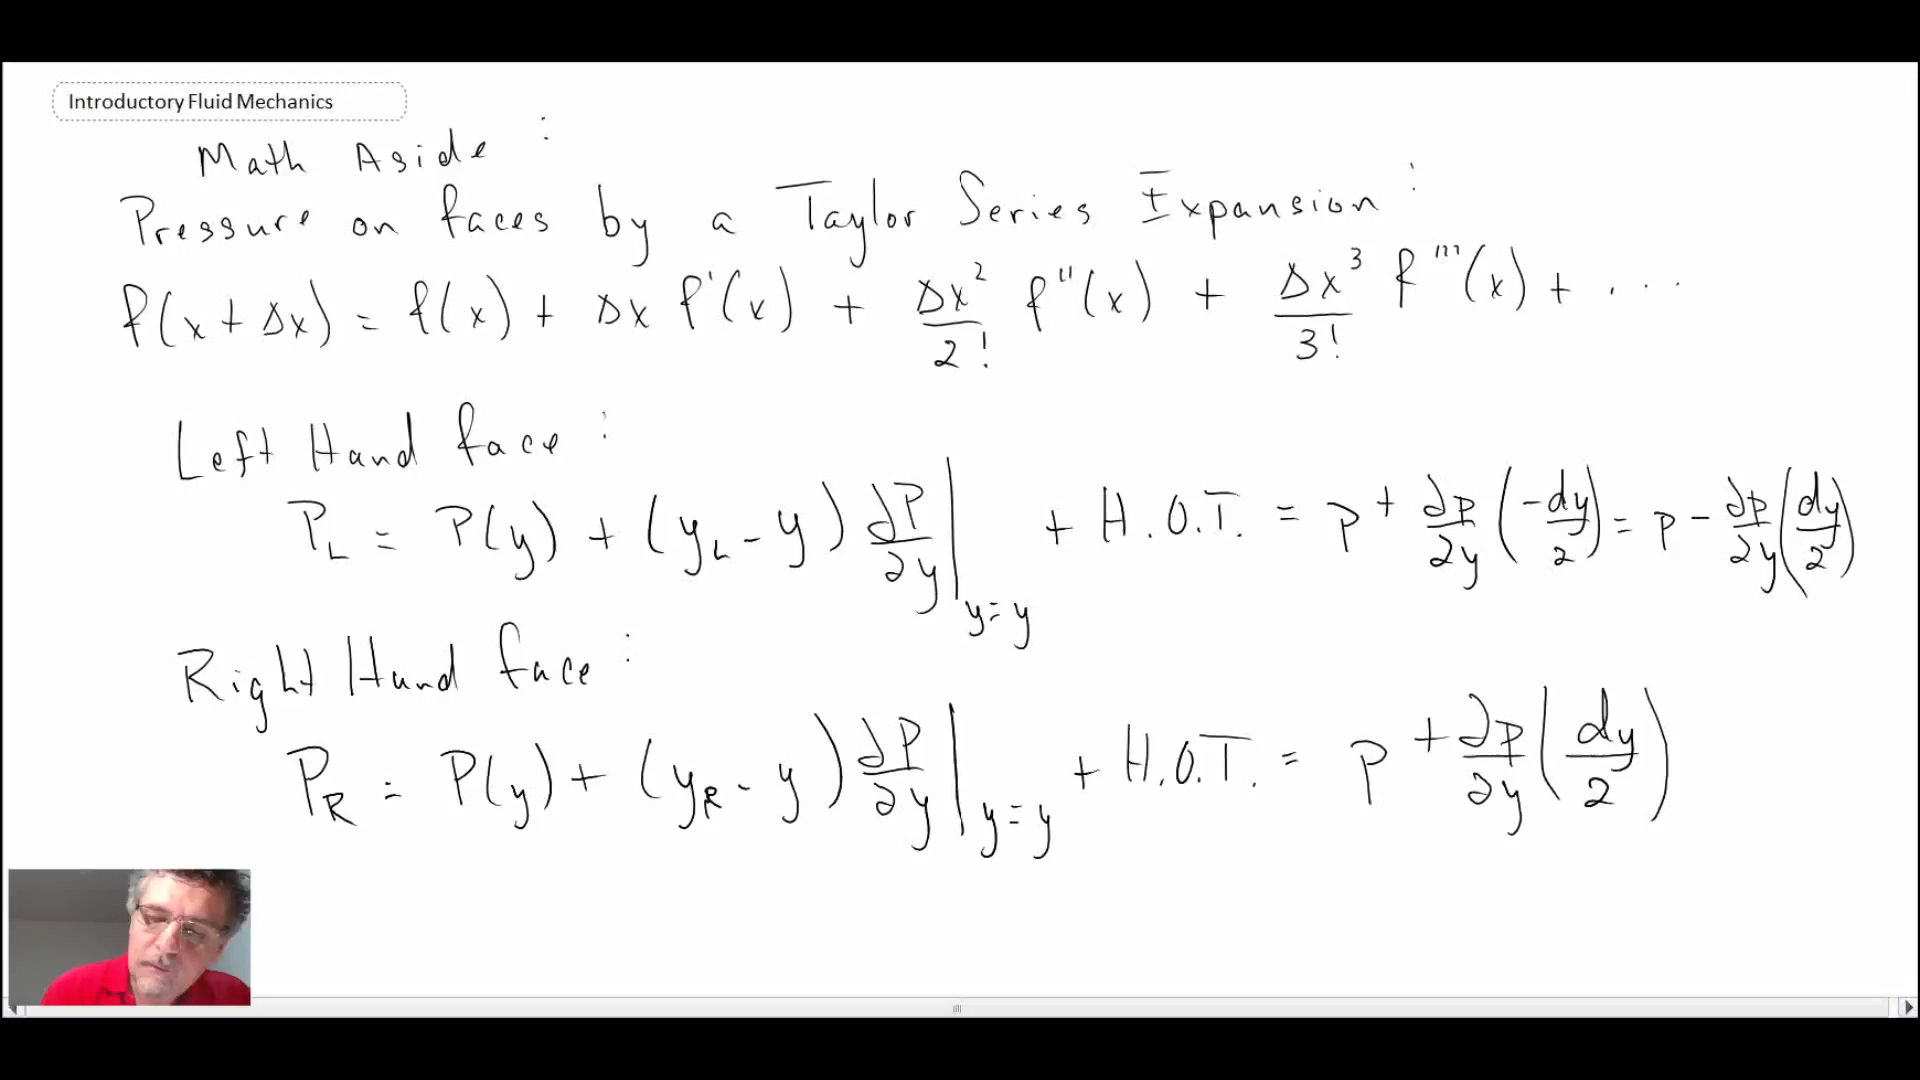 Introductory Fluid Mechanics
Math Aside :
Pressure on faces by a Taylor Series Expansion :
f(x + Δx) = f(x) + Δx f'(x) + Δx²/2! f''(x) + Δx³/3! f'''(x) + ...
Left Hand face :
P_L = P(y) + (y_L - y) ∂P/∂y |_{y=y} + H.O.T. = p + ∂p/∂y (-dy/2) = p - ∂p/∂y (dy/2)
Right Hand face :
P_R = P(y) + (y_R - y) ∂P/∂y |_{y=y} + H.O.T. = p + ∂p/∂y (dy/2)